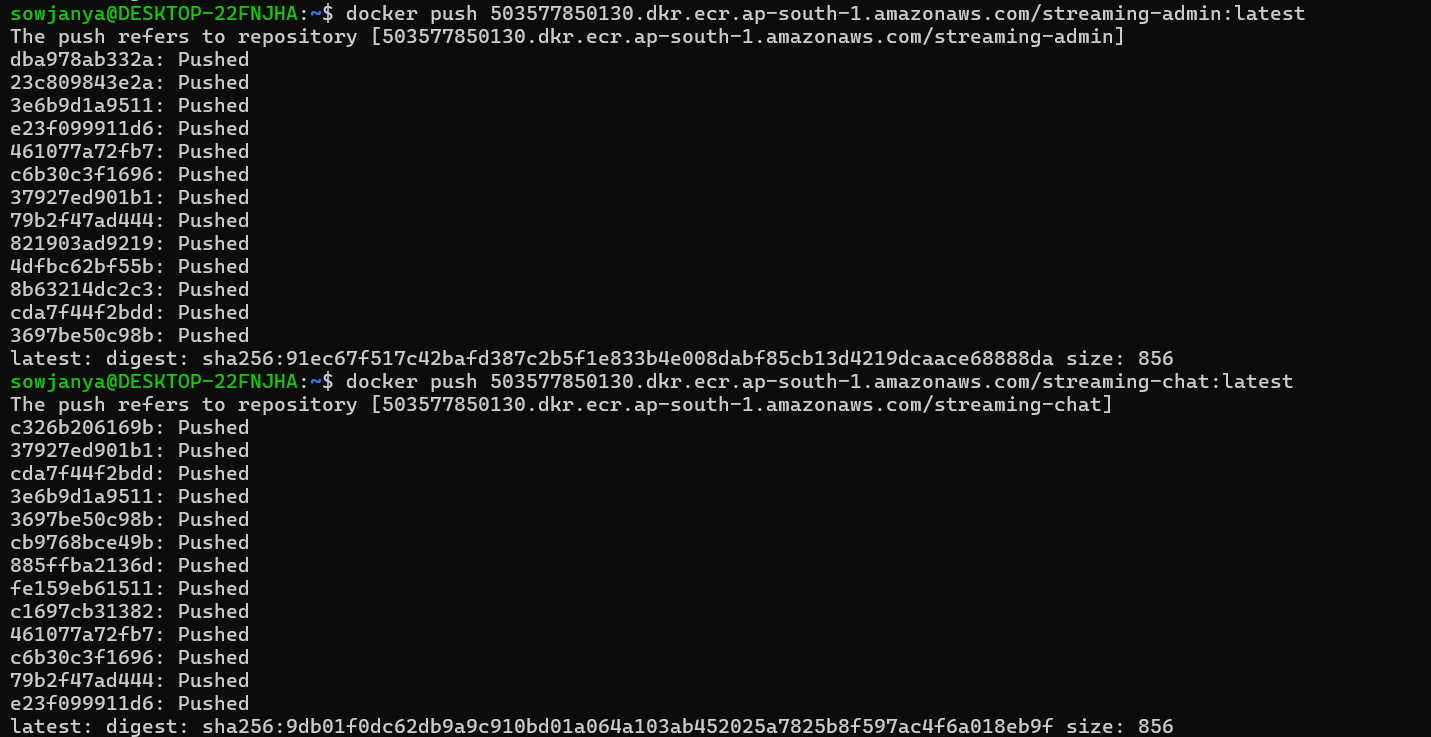 sowjanya@DESKTOP-22FNJHA:~$ docker push 503577850130.dkr.ecr.ap-south-1.amazonaws.com/streaming-admin:latest
The push refers to repository [503577850130.dkr.ecr.ap-south-1.amazonaws.com/streaming-admin]
dba978ab332a: Pushed
23c809843e2a: Pushed
3e6b9d1a9511: Pushed
e23f099911d6: Pushed
461077a72fb7: Pushed
c6b30c3f1696: Pushed
37927ed901b1: Pushed
79b2f47ad444: Pushed
821903ad9219: Pushed
4dfbc62bf55b: Pushed
8b63214dc2c3: Pushed
cda7f44f2bdd: Pushed
3697be50c98b: Pushed
latest: digest: sha256:91ec67f517c42bafd387c2b5f1e833b4e008dabf85cb13d4219dcaace68888da size: 856
sowjanya@DESKTOP-22FNJHA:~$ docker push 503577850130.dkr.ecr.ap-south-1.amazonaws.com/streaming-chat:latest
The push refers to repository [503577850130.dkr.ecr.ap-south-1.amazonaws.com/streaming-chat]
c326b206169b: Pushed
37927ed901b1: Pushed
cda7f44f2bdd: Pushed
3e6b9d1a9511: Pushed
3697be50c98b: Pushed
cb9768bce49b: Pushed
885ffba2136d: Pushed
fe159eb61511: Pushed
c1697cb31382: Pushed
461077a72fb7: Pushed
c6b30c3f1696: Pushed
79b2f47ad444: Pushed
e23f099911d6: Pushed
latest: digest: sha256:9db01f0dc62db9a9c910bd01a064a103ab452025a7825b8f597ac4f6a018eb9f size: 856